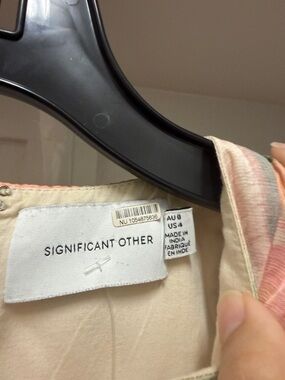 SIGNIFICANT OTHER
AU 8
US 4
MADE IN
INDIA
FABRIQUÉ
EN INDE